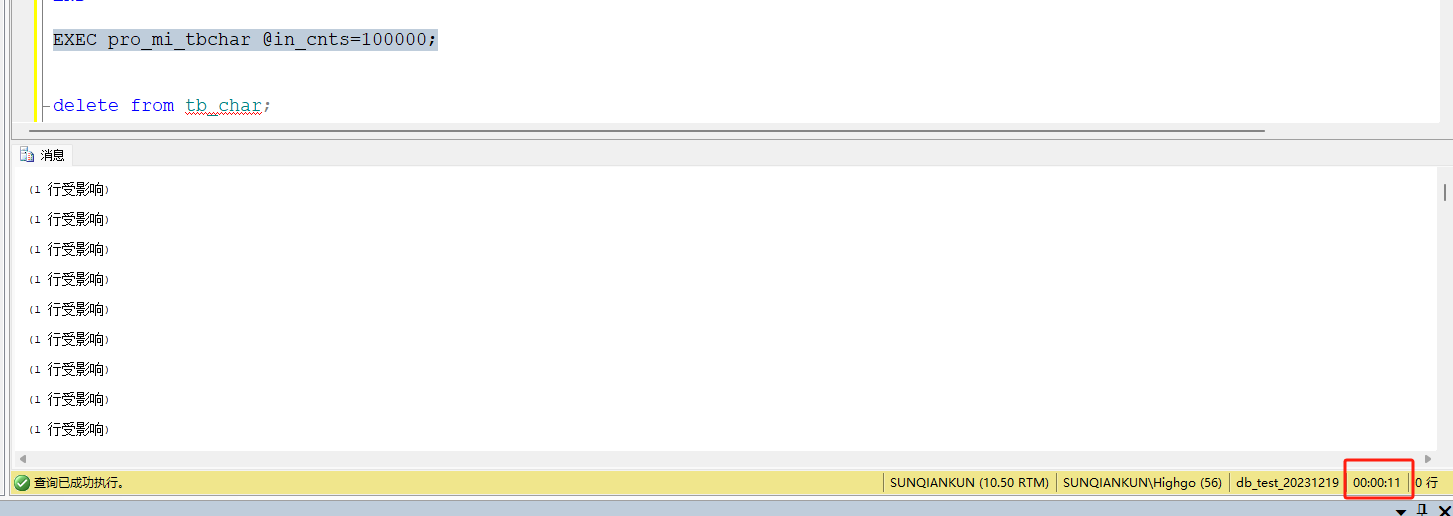 EXEC pro_mi_tbchar @in_cnts=100000;
delete from tb_char;
消息
(1 行受影响)
(1 行受影响)
(1 行受影响)
(1 行受影响)
(1 行受影响)
(1 行受影响)
(1 行受影响)
(1 行受影响)
(1 行受影响)
查询已成功执行。 SUNQIANKUN (10.50 RTM) SUNQIANKUN\Highgo (56) db_test_20231219 00:00:11 0 行